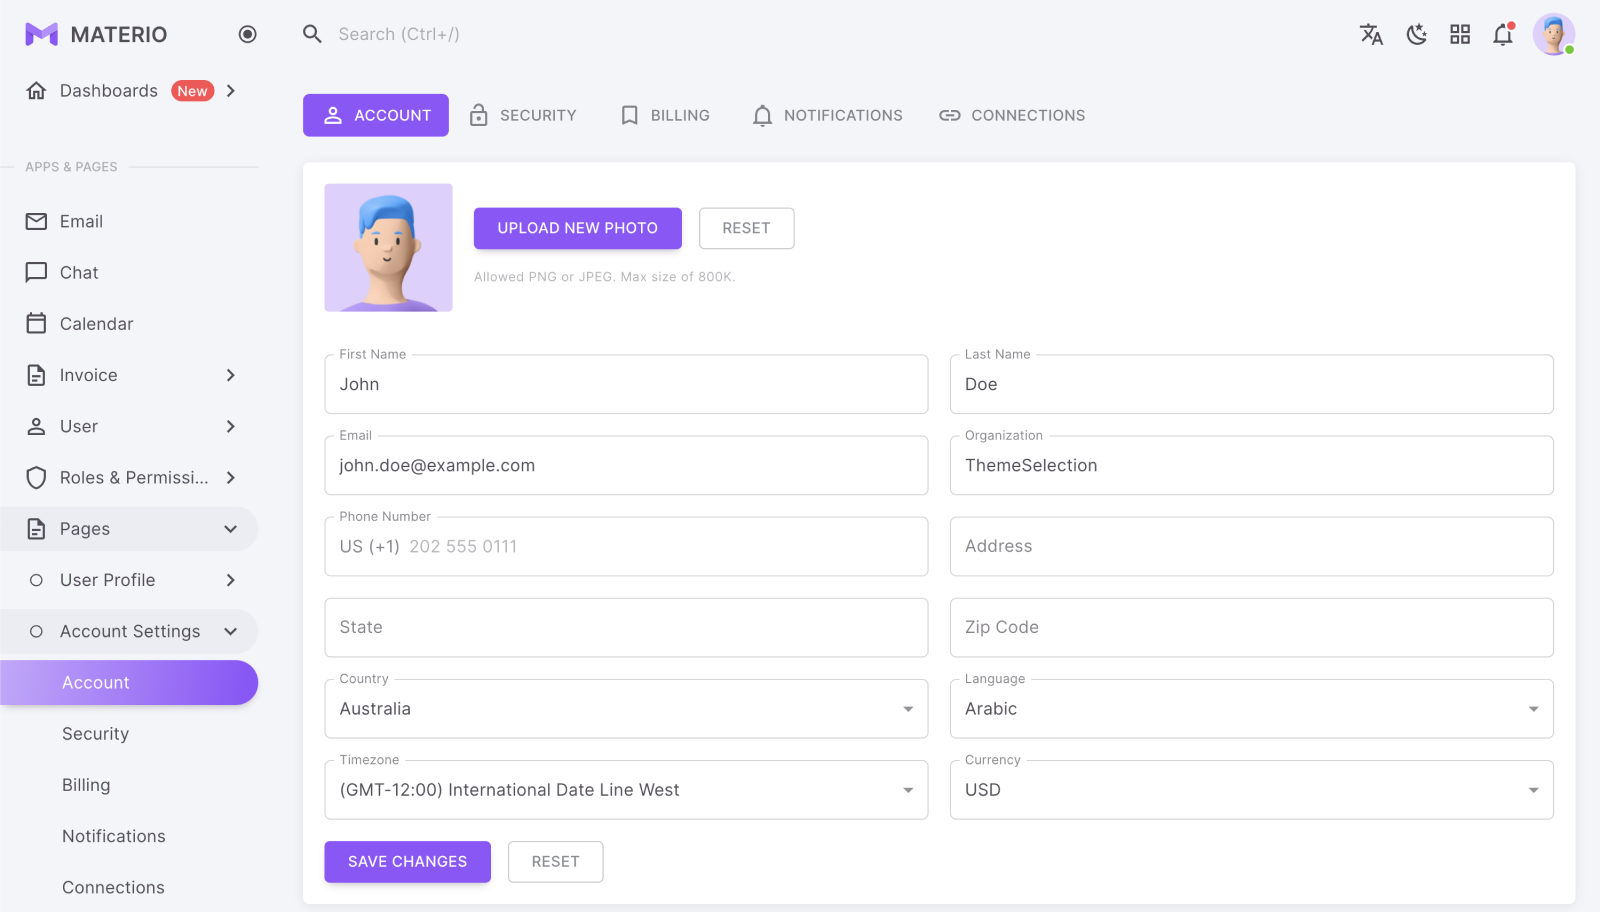 MATERIO
Search (Ctrl+/)
Dashboards New
APPS & PAGES
Email
Chat
Calendar
Invoice
User
Roles & Permissi...
Pages
User Profile
Account Settings
Account
Security
Billing
Notifications
Connections
ACCOUNT SECURITY BILLING NOTIFICATIONS CONNECTIONS
UPLOAD NEW PHOTO RESET
Allowed PNG or JPEG. Max size of 800K.
First Name
John
Last Name
Doe
Email
john.doe@example.com
Organization
ThemeSelection
Phone Number
US (+1) 202 555 0111
Address
State
Zip Code
Country
Australia
Language
Arabic
Timezone
(GMT-12:00) International Date Line West
Currency
USD
SAVE CHANGES RESET